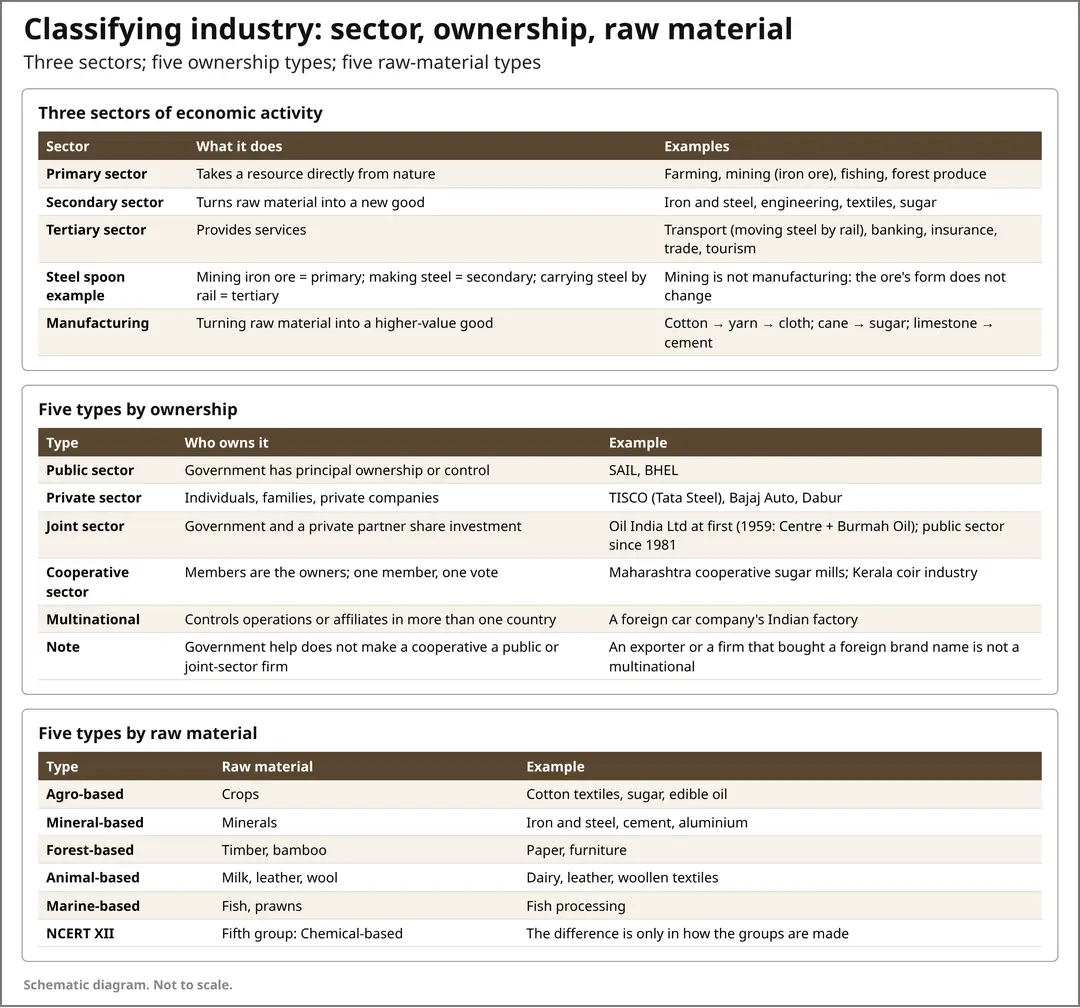 Classifying industry: sector, ownership, raw material
Three sectors; five ownership types; five raw-material types
Three sectors of economic activity
Sector What it does Examples
Primary sector Takes a resource directly from nature Farming, mining (iron ore), fishing, forest produce
Secondary sector Turns raw material into a new good Iron and steel, engineering, textiles, sugar
Tertiary sector Provides services Transport (moving steel by rail), banking, insurance,
trade, tourism
Steel spoon Mining iron ore = primary; making steel = secondary; carrying steel by Mining is not manufacturing: the ore's form does not
example rail = tertiary change
Manufacturing Turning raw material into a higher-value good Cotton → yarn → cloth; cane → sugar; limestone →
cement
Five types by ownership
Type Who owns it Example
Public sector Government has principal ownership or control SAIL, BHEL
Private sector Individuals, families, private companies TISCO (Tata Steel), Bajaj Auto, Dabur
Joint sector Government and a private partner share investment Oil India Ltd at first (1959: Centre + Burmah Oil); public sector
since 1981
Cooperative Members are the owners; one member, one vote Maharashtra cooperative sugar mills; Kerala coir industry
sector
Multinational Controls operations or affiliates in more than one country A foreign car company's Indian factory
Note Government help does not make a cooperative a public or An exporter or a firm that bought a foreign brand name is not a
joint-sector firm multinational
Five types by raw material
Type Raw material Example
Agro-based Crops Cotton textiles, sugar, edible oil
Mineral-based Minerals Iron and steel, cement, aluminium
Forest-based Timber, bamboo Paper, furniture
Animal-based Milk, leather, wool Dairy, leather, woollen textiles
Marine-based Fish, prawns Fish processing
NCERT XII Fifth group: Chemical-based The difference is only in how the groups are made
Schematic diagram. Not to scale.